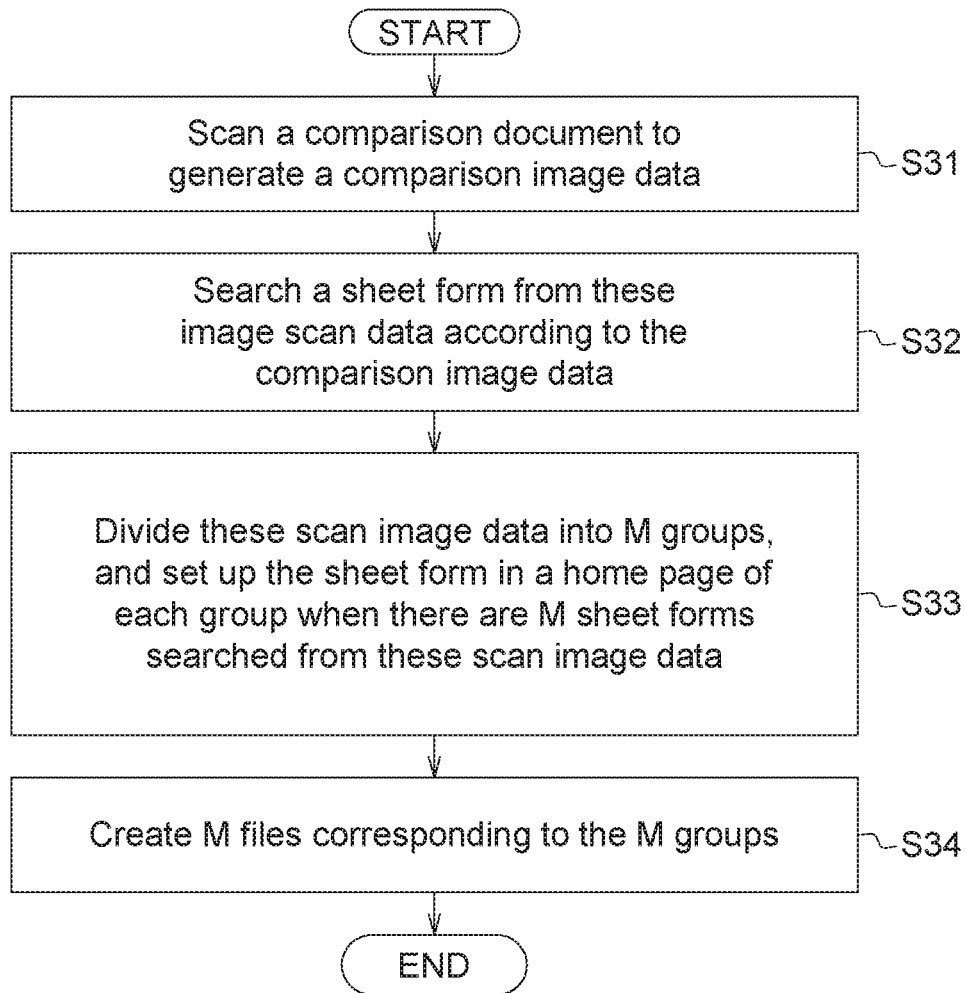 START
Scan a comparison document to
generate a comparison image data
S31
Search a sheet form from these
image scan data according to the
comparison image data
S32
Divide these scan image data into M groups,
and set up the sheet form in a home page of
each group when there are M sheet forms
searched from these scan image data
S33
Create M files corresponding to the M groups
S34
END